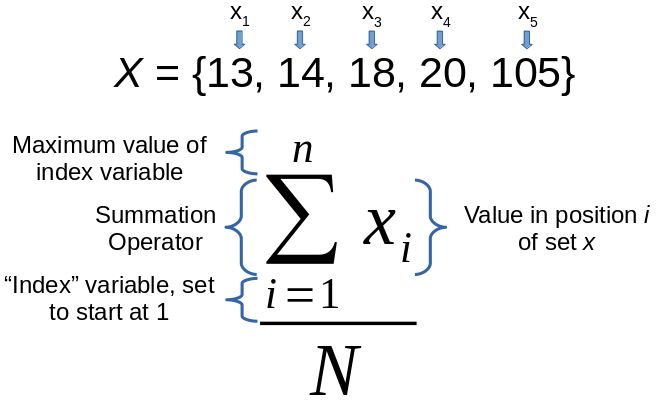 x₁ x₂ x₃ x₄ x₅
X = {13, 14, 18, 20, 105}
Maximum value of
index variable
n
Summation
Operator
∑ xᵢ
Value in position i
of set x
“Index” variable, set
to start at 1
i=1
N